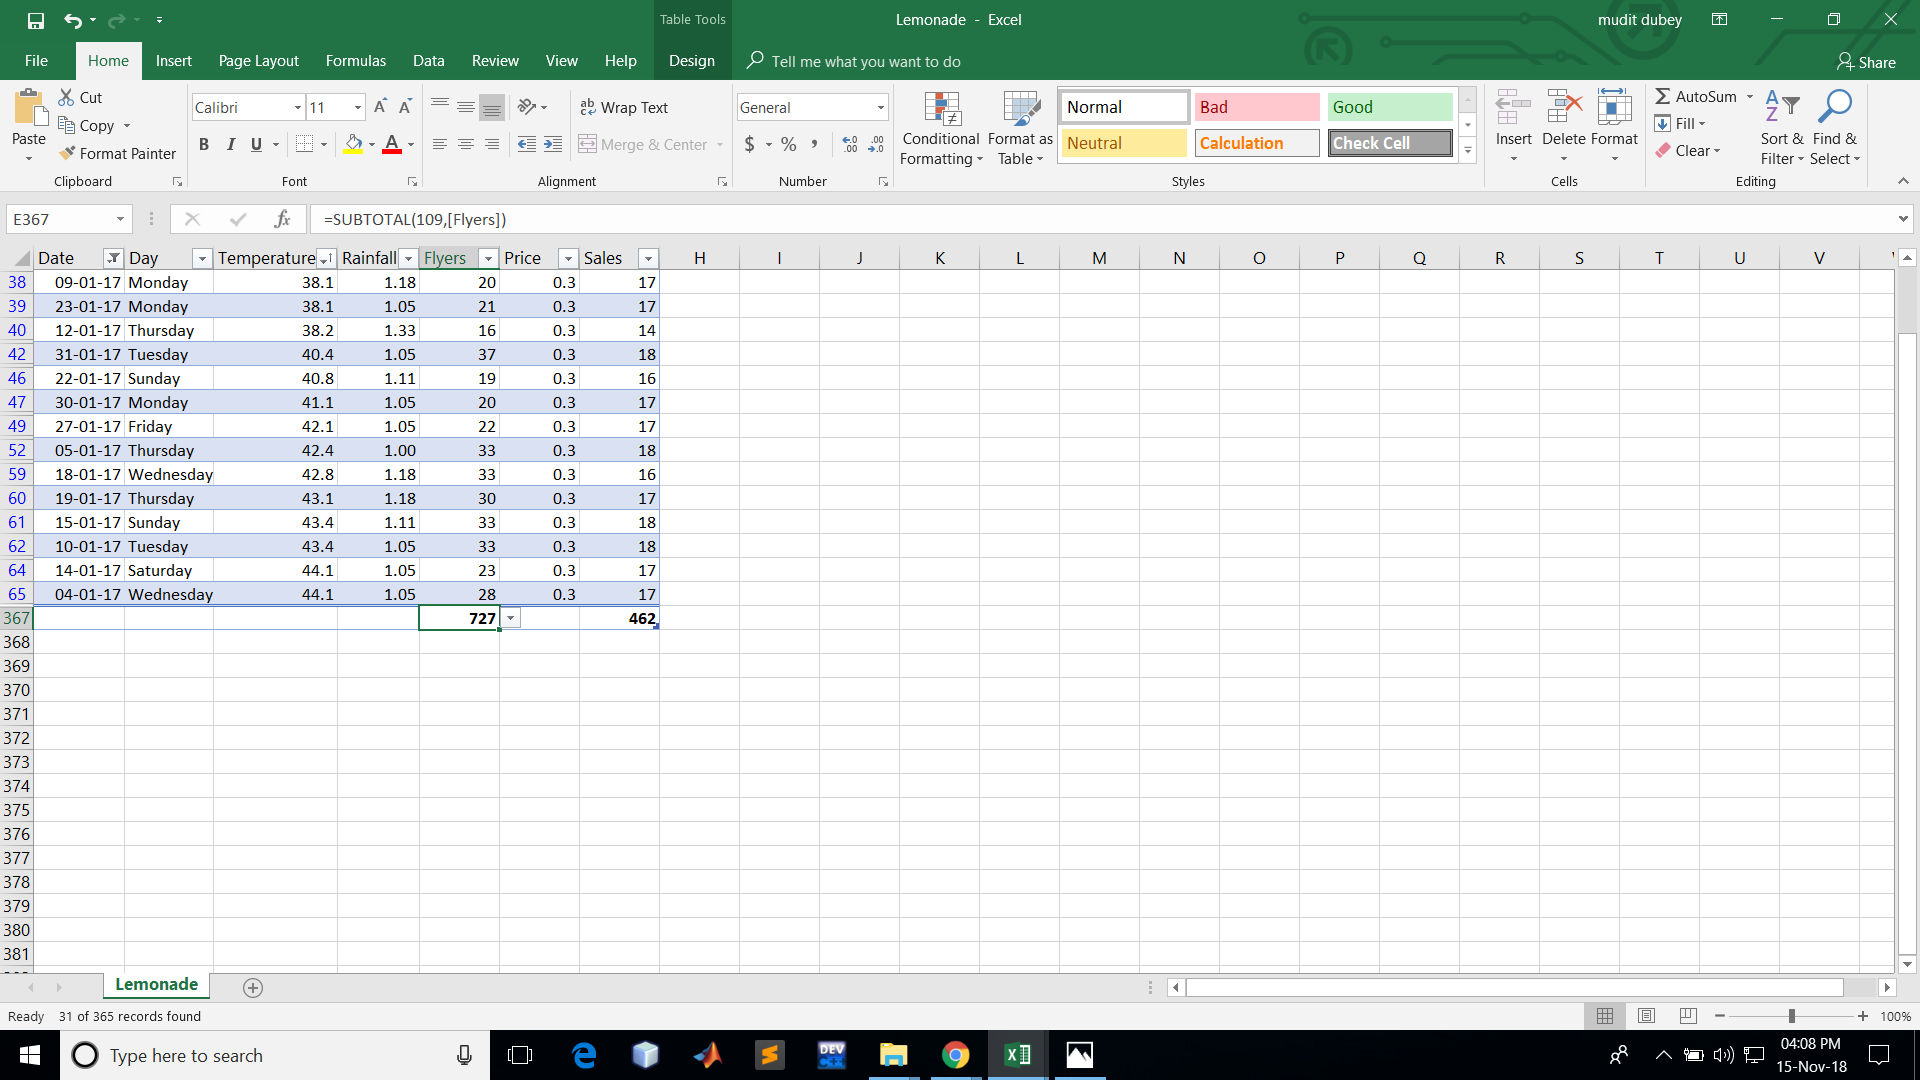 Table Tools
Lemonade - Excel
mudit dubey
File Home Insert Page Layout Formulas Data Review View Help Design Tell me what you want to do Share
Paste
Cut
Copy
Format Painter
Clipboard
Calibri 11
B I U
Font
Wrap Text
Merge & Center
Alignment
General
$ % ,
Number
Conditional Formatting
Format as Table
Normal Bad Good
Neutral Calculation Check Cell
Styles
Insert Delete Format
Cells
AutoSum
Fill
Clear
Sort & Filter
Find & Select
Editing
E367 fx =SUBTOTAL(109,[Flyers])
Date Day Temperature Rainfall Flyers Price Sales H I J K L M N O P Q R S T U V
38 09-01-17 Monday 38.1 1.18 20 0.3 17
39 23-01-17 Monday 38.1 1.05 21 0.3 17
40 12-01-17 Thursday 38.2 1.33 16 0.3 14
42 31-01-17 Tuesday 40.4 1.05 37 0.3 18
46 22-01-17 Sunday 40.8 1.11 19 0.3 16
47 30-01-17 Monday 41.1 1.05 20 0.3 17
49 27-01-17 Friday 42.1 1.05 22 0.3 17
52 05-01-17 Thursday 42.4 1.00 33 0.3 18
59 18-01-17 Wednesday 42.8 1.18 33 0.3 16
60 19-01-17 Thursday 43.1 1.18 30 0.3 17
61 15-01-17 Sunday 43.4 1.11 33 0.3 18
62 10-01-17 Tuesday 43.4 1.05 33 0.3 18
64 14-01-17 Saturday 44.1 1.05 23 0.3 17
65 04-01-17 Wednesday 44.1 1.05 28 0.3 17
367 727 462
368
369
370
371
372
373
374
375
376
377
378
379
380
381
Lemonade
Ready 31 of 365 records found
100%
Type here to search
DEV C++
04:08 PM
15-Nov-18